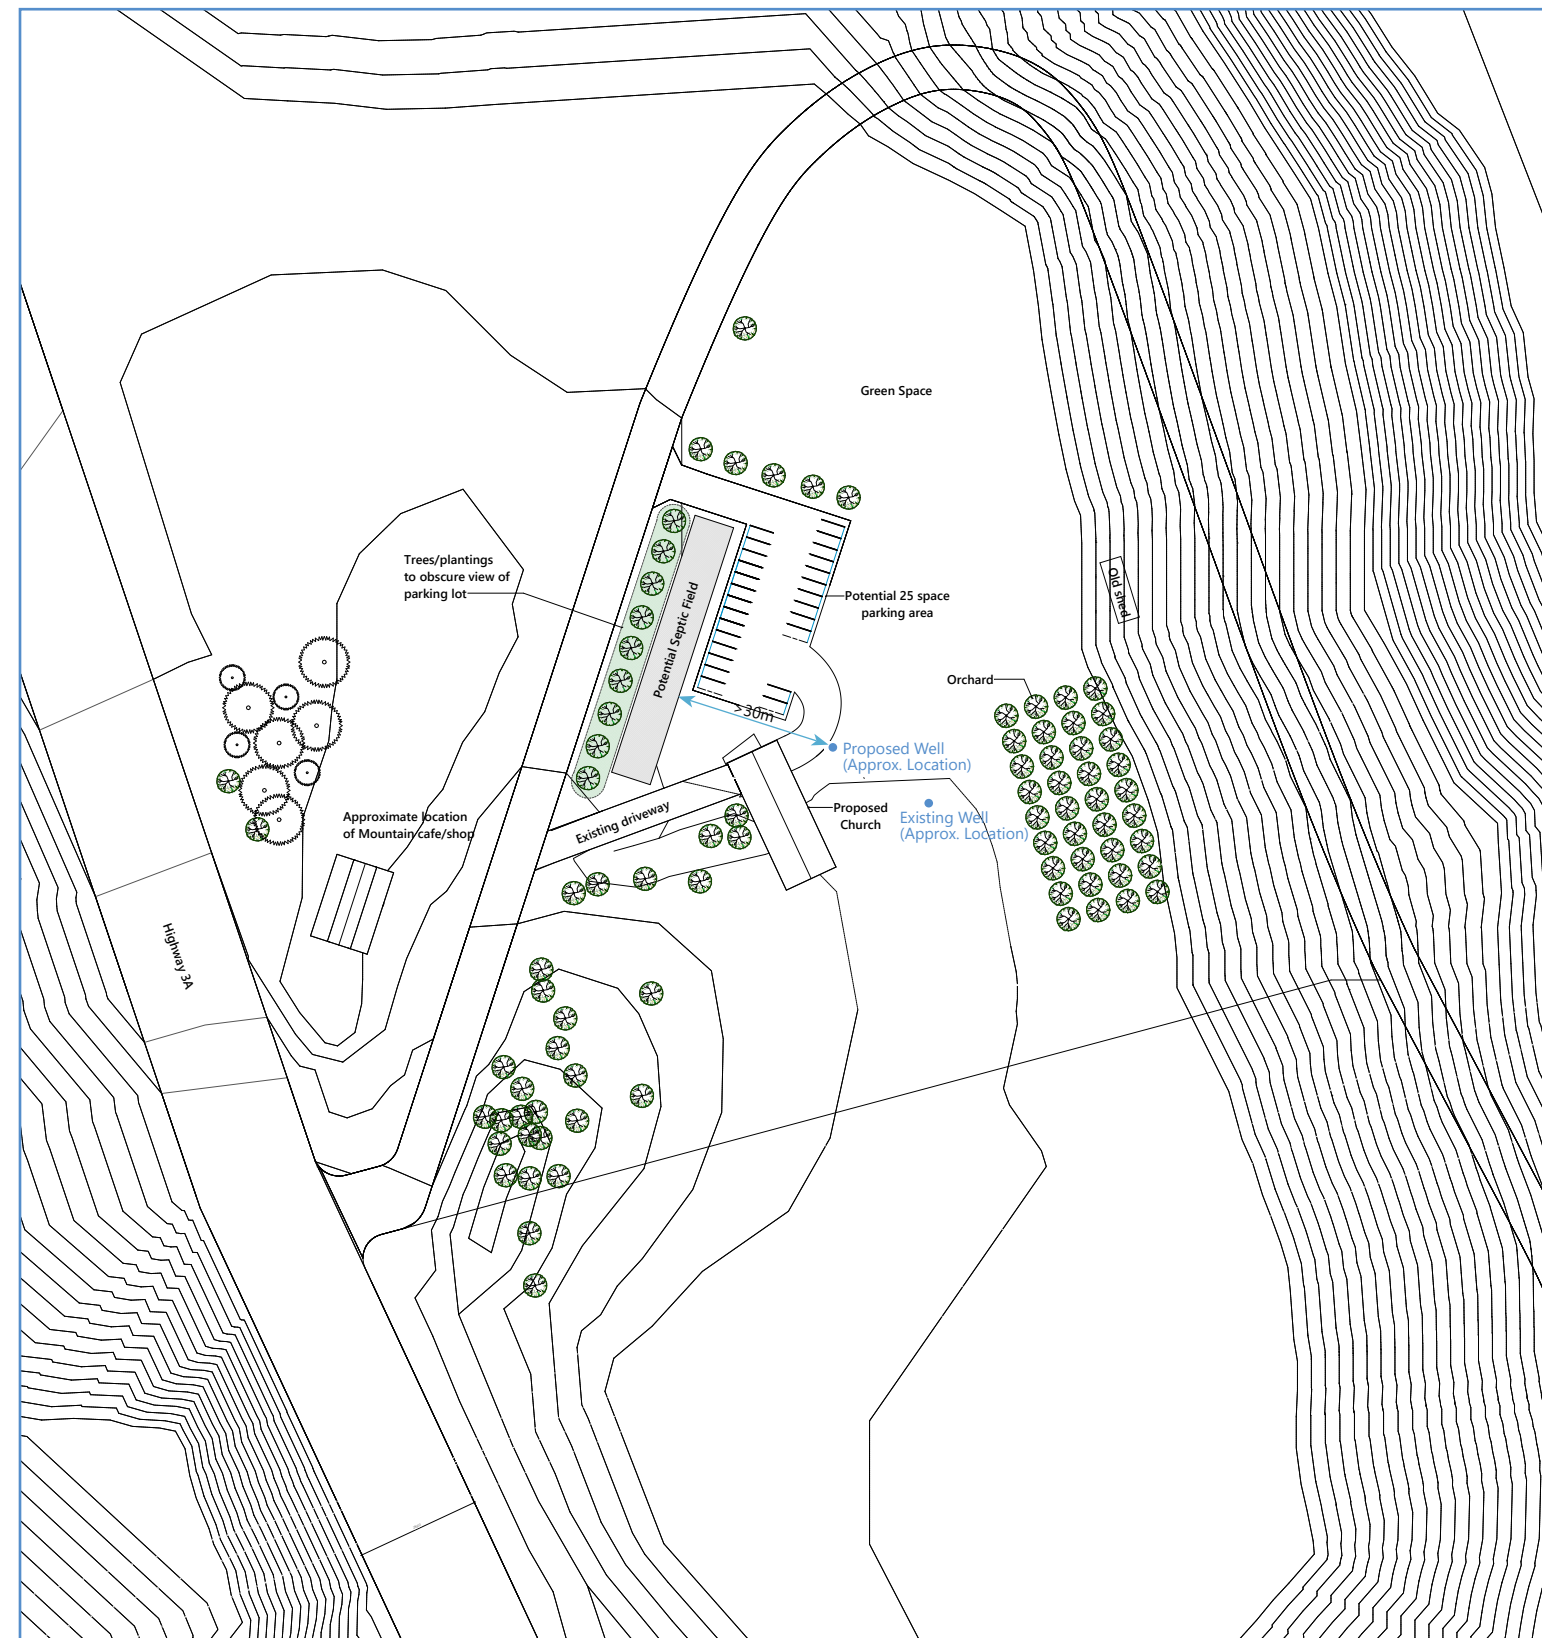 Green Space
Trees/plantings
to obscure view of
parking lot
Potential Septic Field
Potential 25 space
parking area
Old shed
Orchard
>30m
Proposed Well
(Approx. Location)
Existing Well
(Approx. Location)
Proposed
Church
Existing driveway
Approximate location
of Mountain cafe/shop
Highway 3A